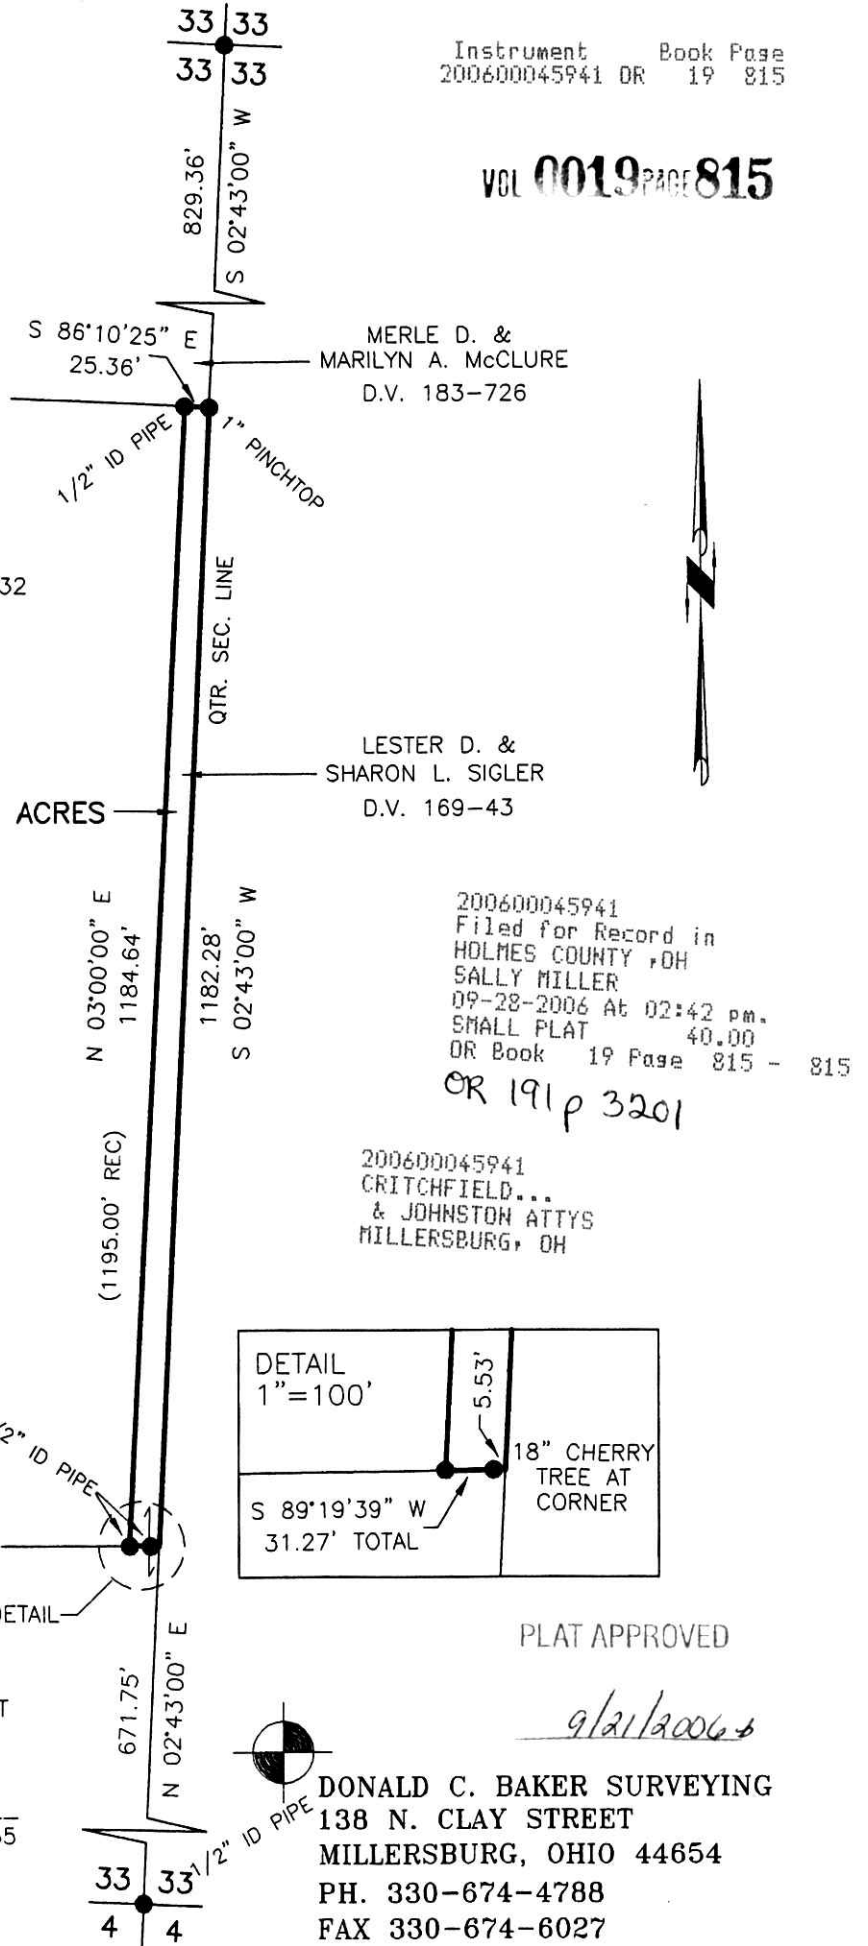 33 33
33 33
Instrument Book Page
200600045941 OR 19 815
VOL 0019 PAGE 815
829.36'
S 02°43'00" W
S 86°10'25" E
25.36'
MERLE D. &
MARILYN A. McCLURE
D.V. 183-726
1/2" ID PIPE
1" PINCHTOP
32
QTR. SEC. LINE
LESTER D. &
SHARON L. SIGLER
D.V. 169-43
ACRES
N 03°00'00" E
1184.64'
(1195.00' REC)
1182.28'
S 02°43'00" W
200600045941
Filed for Record in
HOLMES COUNTY ,OH
SALLY MILLER
09-28-2006 At 02:42 pm.
SMALL PLAT 40.00
OR Book 19 Page 815 - 815
OR 191 p 3201
200600045941
CRITCHFIELD...
& JOHNSTON ATTYS
MILLERSBURG, OH
DETAIL
1"=100'
5.53'
18" CHERRY
TREE AT
CORNER
S 89°19'39" W
31.27' TOTAL
/2" ID PIPE
DETAIL
T
5
671.75'
N 02°43'00" E
PLAT APPROVED
9/21/2006
1/2" ID PIPE
DONALD C. BAKER SURVEYING
138 N. CLAY STREET
MILLERSBURG, OHIO 44654
PH. 330-674-4788
FAX 330-674-6027
33 33
4 4